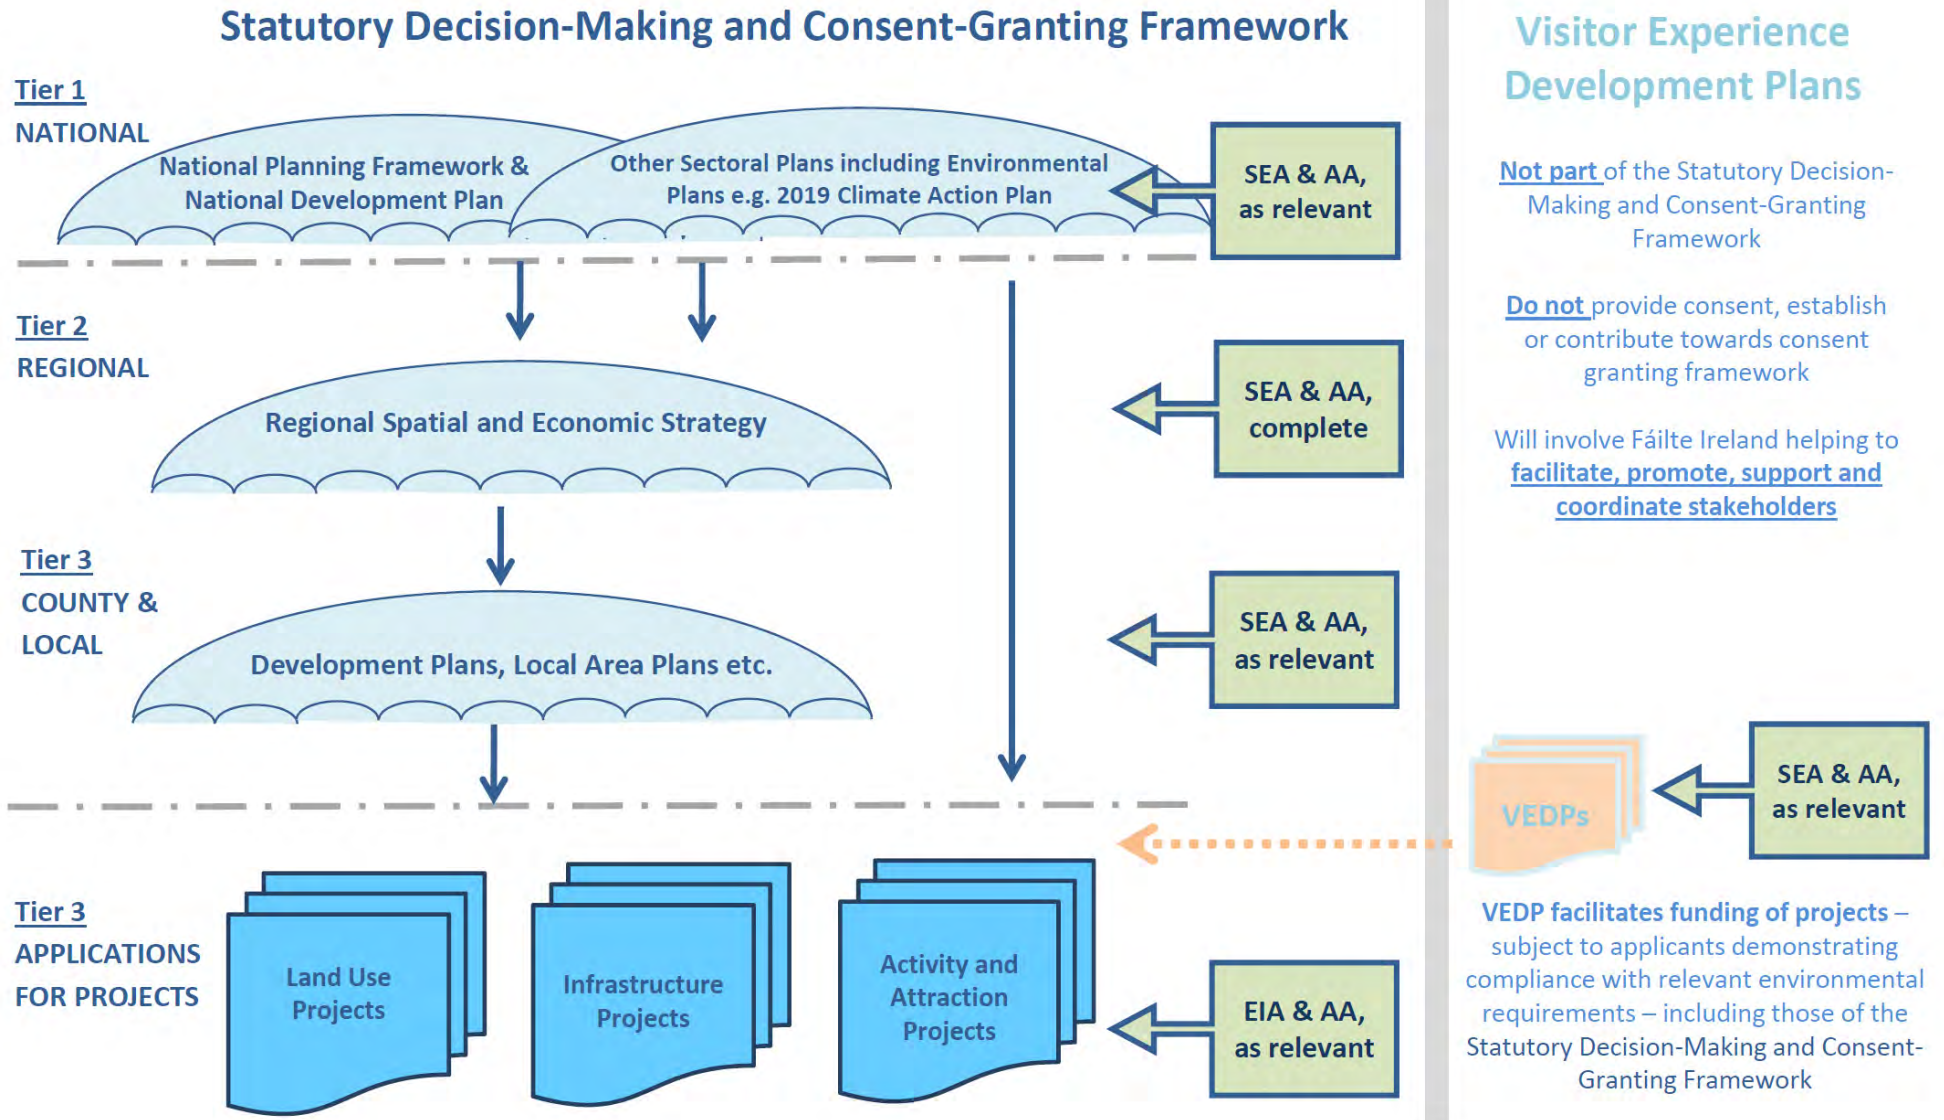 Statutory Decision-Making and Consent-Granting Framework
Tier 1
NATIONAL
National Planning Framework &
National Development Plan
Other Sectoral Plans including Environmental
Plans e.g. 2019 Climate Action Plan
SEA & AA,
as relevant
Tier 2
REGIONAL
Regional Spatial and Economic Strategy
SEA & AA,
complete
Tier 3
COUNTY &
LOCAL
Development Plans, Local Area Plans etc.
SEA & AA,
as relevant
Tier 3
APPLICATIONS
FOR PROJECTS
Land Use
Projects
Infrastructure
Projects
Activity and
Attraction
Projects
EIA & AA,
as relevant
Visitor Experience
Development Plans
Not part of the Statutory Decision-
Making and Consent-Granting
Framework
Do not provide consent, establish
or contribute towards consent
granting framework
Will involve Fáilte Ireland helping to
facilitate, promote, support and
coordinate stakeholders
VEDPs
SEA & AA,
as relevant
VEDP facilitates funding of projects –
subject to applicants demonstrating
compliance with relevant environmental
requirements – including those of the
Statutory Decision-Making and Consent-
Granting Framework